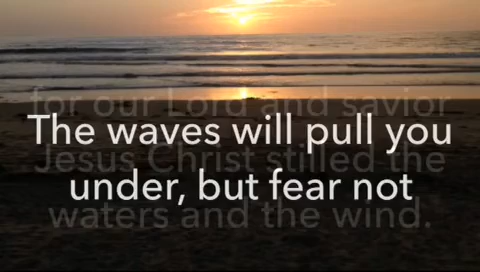 The waves will pull you
under, but fear not
for our Lord and savior
Jesus Christ stilled the
waters and the wind.